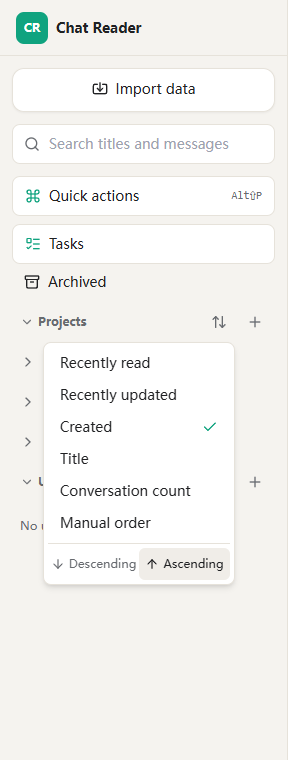 CR Chat Reader
Import data
Search titles and messages
Quick actions Alt⇧P
Tasks
Archived
Projects
Recently read
Recently updated
Created
Title
Conversation count
Manual order
No
Descending Ascending